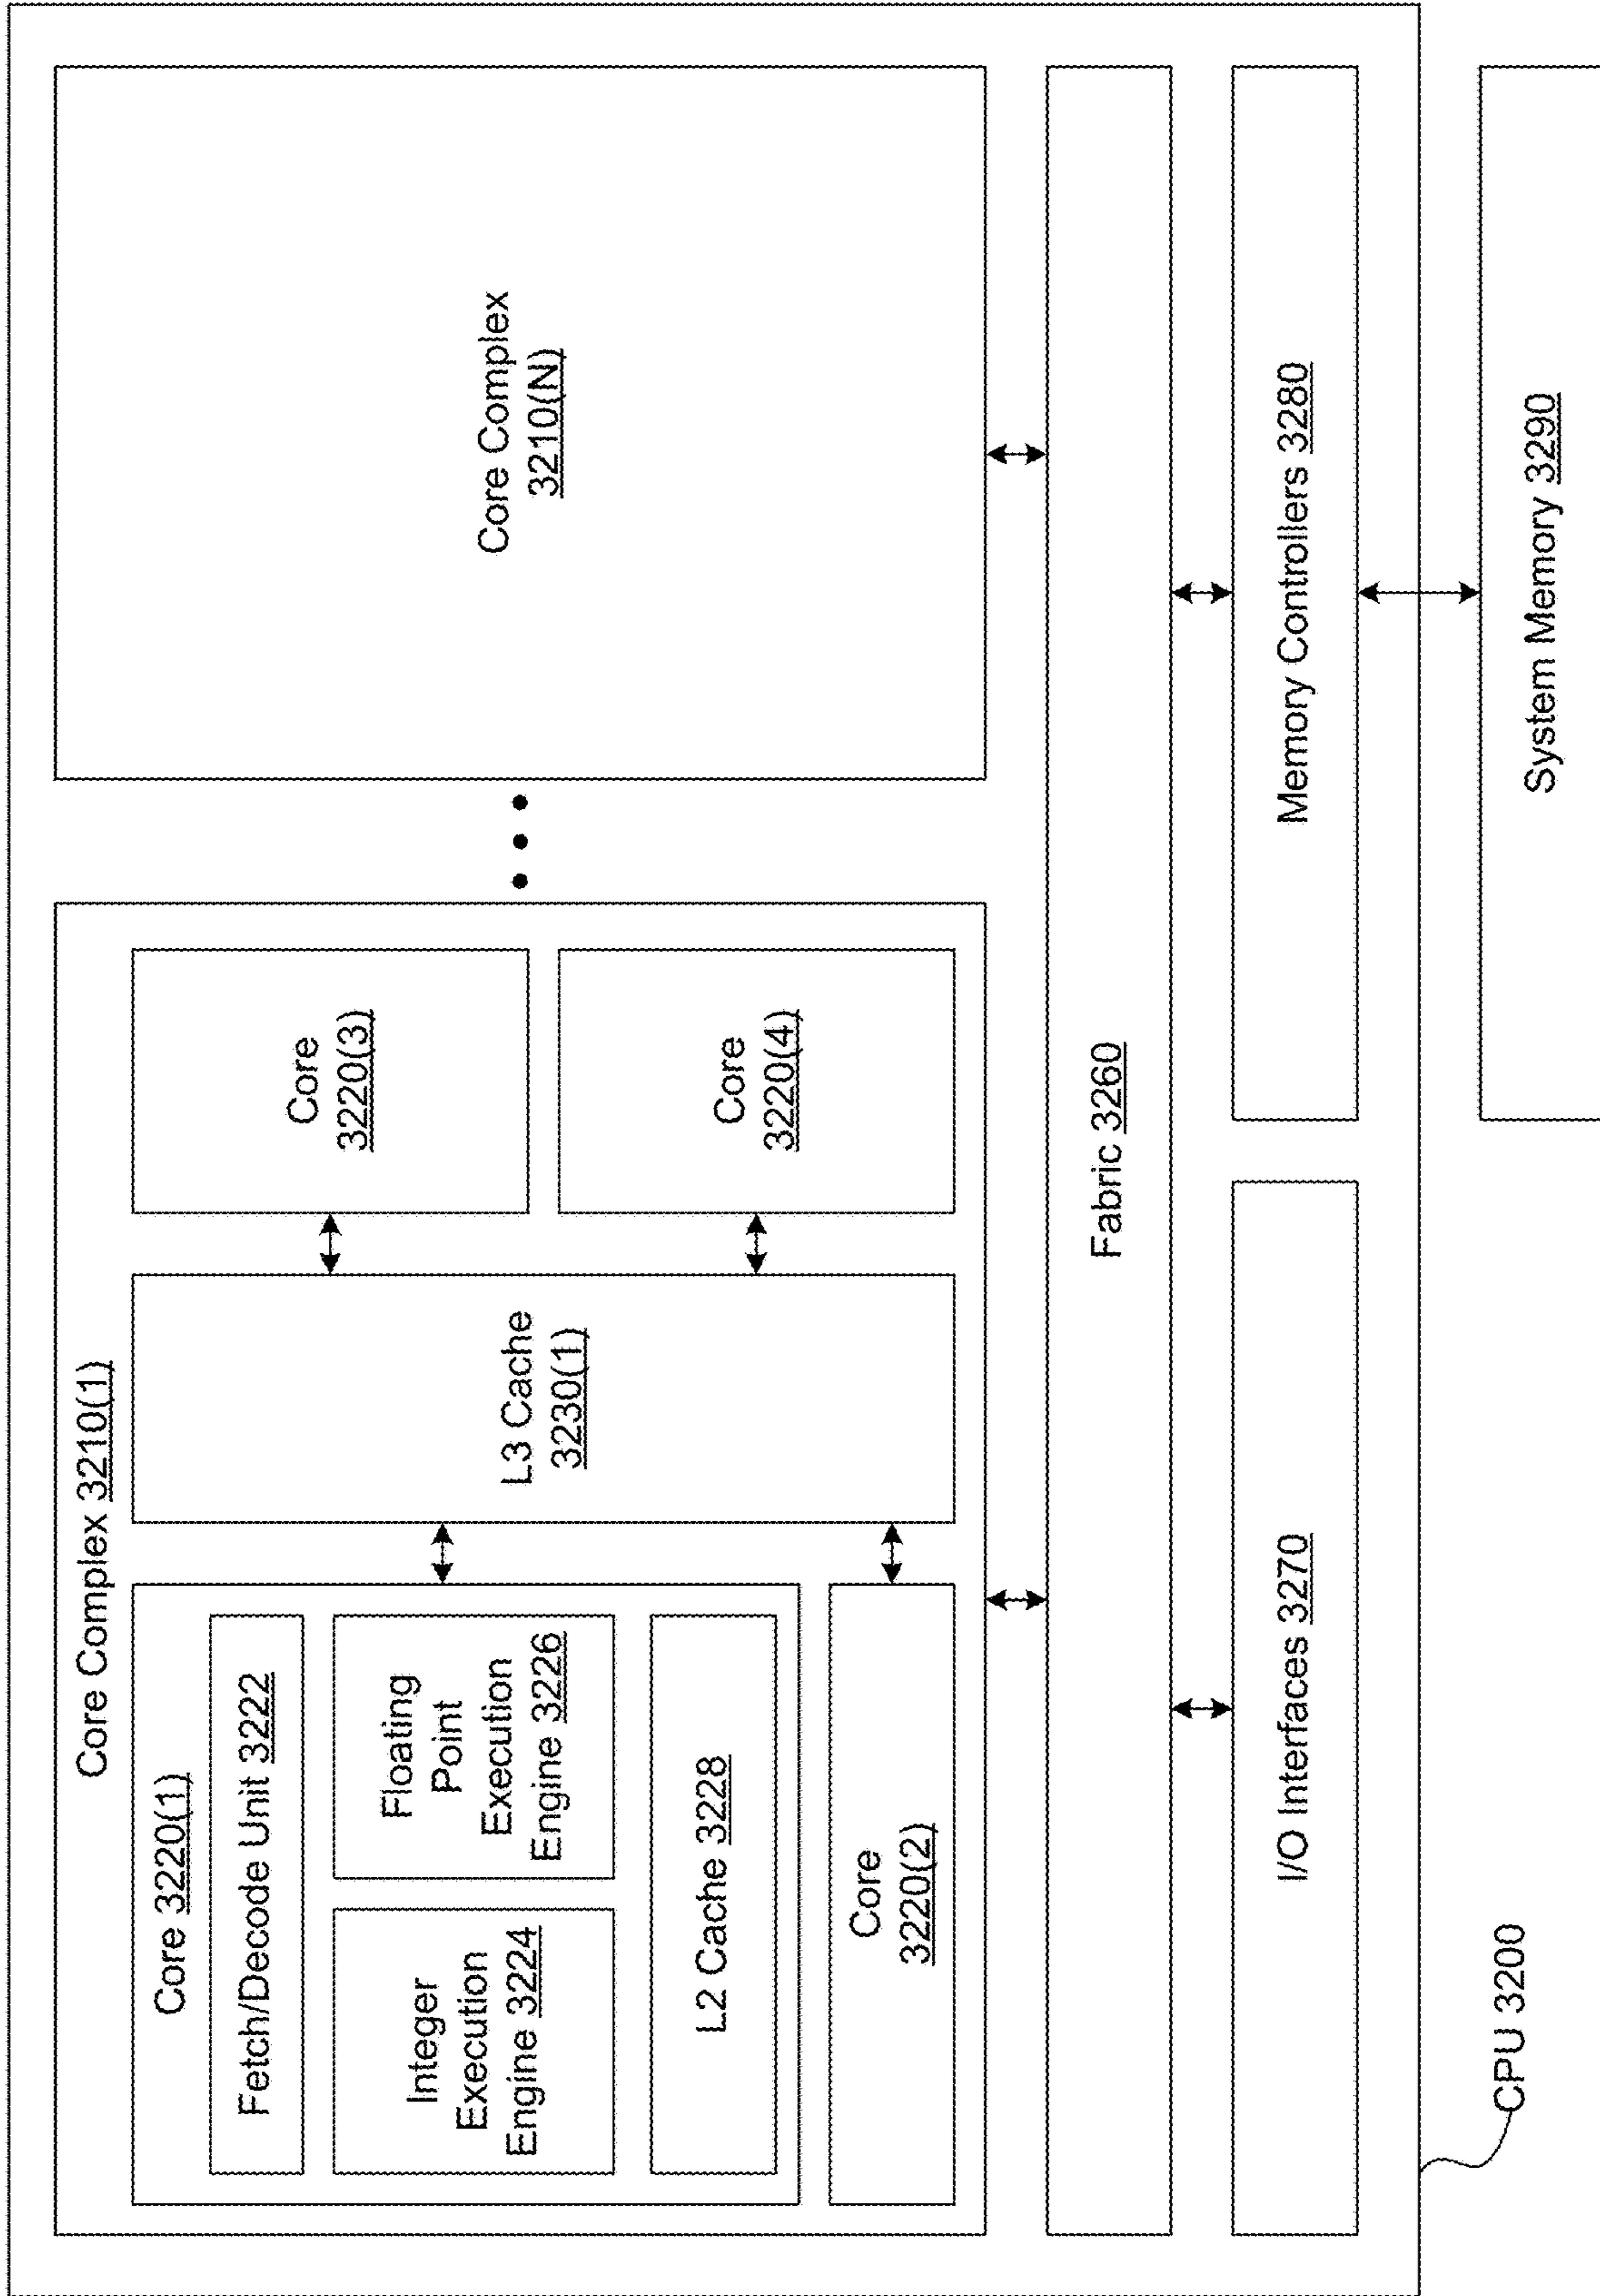 Core Complex 3210(1)
Core 3220(1)
Fetch/Decode Unit 3222
Integer
Execution
Engine 3224
Floating
Point
Execution
Engine 3226
L2 Cache 3228
Core
3220(2)
L3 Cache
3230(1)
Core
3220(3)
Core
3220(4)
Core Complex
3210(N)
Fabric 3260
I/O Interfaces 3270
Memory Controllers 3280
CPU 3200
System Memory 3290